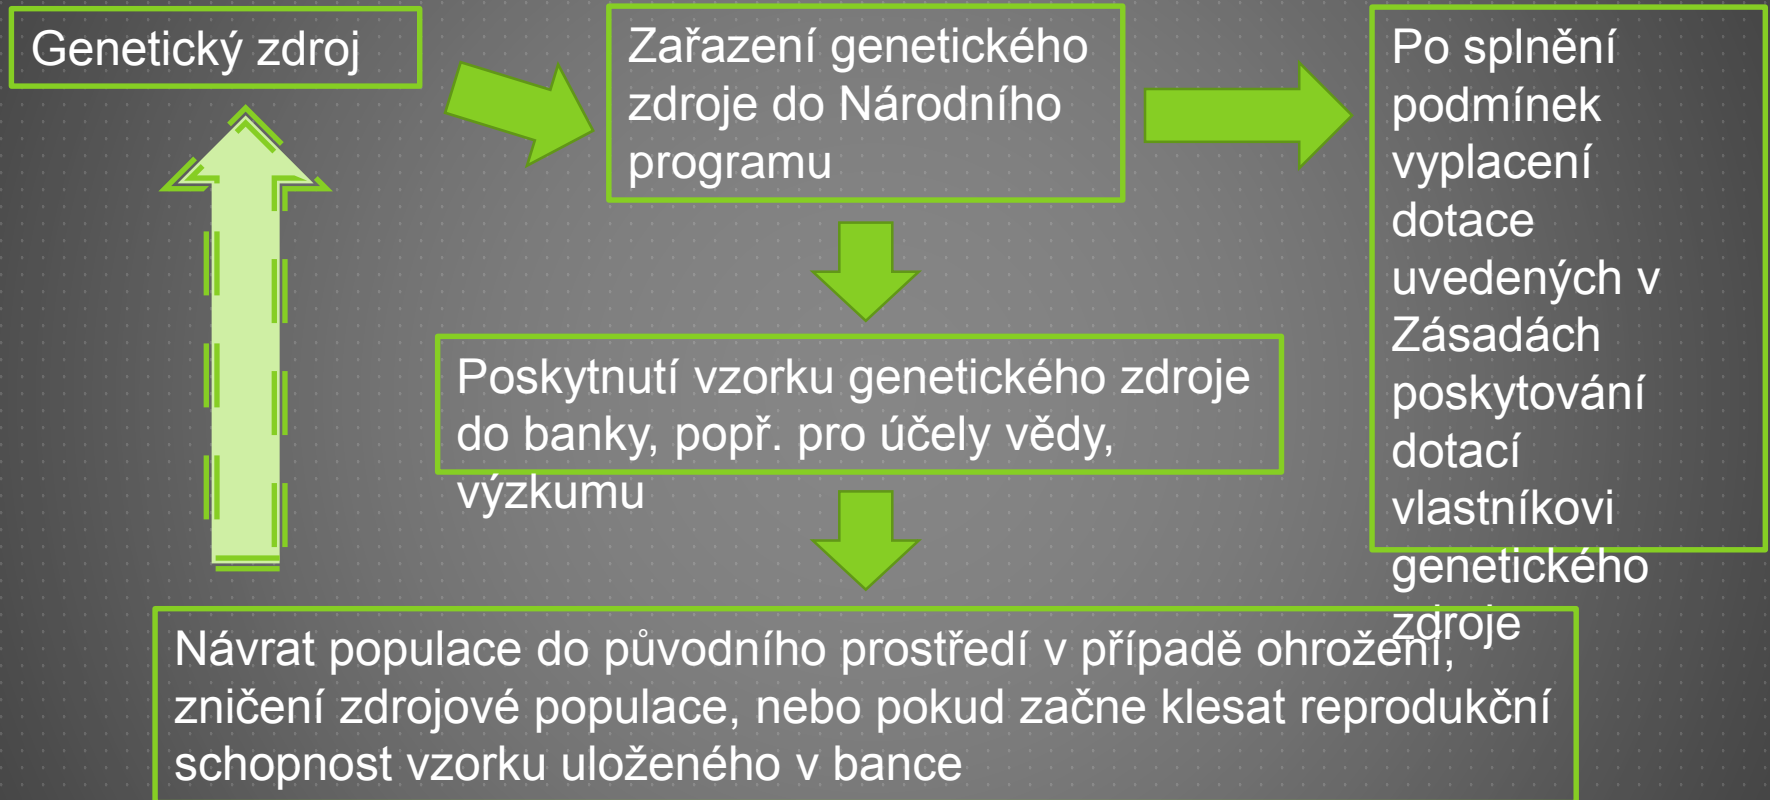 Genetický zdroj
Zařazení genetického
zdroje do Národního
programu
Po splnění
podmínek
vyplacení
dotace
uvedených v
Zásadách
poskytování
dotací
vlastníkovi
genetického
zdroje
Poskytnutí vzorku genetického zdroje
do banky, popř. pro účely vědy,
výzkumu
Návrat populace do původního prostředí v případě ohrožení,
zničení zdrojové populace, nebo pokud začne klesat reprodukční
schopnost vzorku uloženého v bance